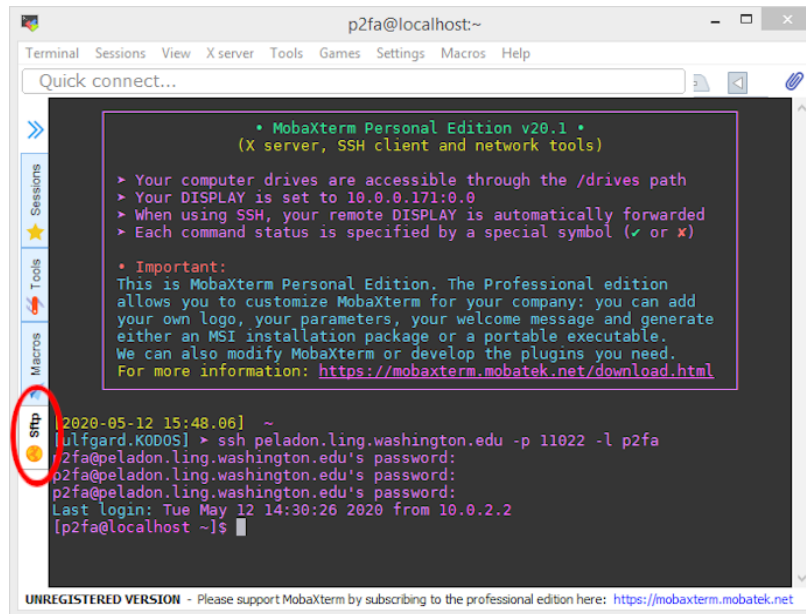 p2fa@localhost:~
Terminal Sessions View X server Tools Games Settings Macros Help
Quick connect...
Sessions
Tools
Macros
sftp
• MobaXterm Personal Edition v20.1 •
(X server, SSH client and network tools)
➤ Your computer drives are accessible through the /drives path
➤ Your DISPLAY is set to 10.0.0.171:0.0
➤ When using SSH, your remote DISPLAY is automatically forwarded
➤ Each command status is specified by a special symbol (✔ or ✘)
• Important:
This is MobaXterm Personal Edition. The Professional edition
allows you to customize MobaXterm for your company: you can add
your own logo, your parameters, your welcome message and generate
either an MSI installation package or a portable executable.
We can also modify MobaXterm or develop the plugins you need.
For more information: https://mobaxterm.mobatek.net/download.html
[2020-05-12 15:48.06] ~
[ulfgard.KODOS] ➤ ssh peladon.ling.washington.edu -p 11022 -l p2fa
p2fa@peladon.ling.washington.edu's password:
p2fa@peladon.ling.washington.edu's password:
p2fa@peladon.ling.washington.edu's password:
Last login: Tue May 12 14:30:26 2020 from 10.0.2.2
[p2fa@localhost ~]$
UNREGISTERED VERSION - Please support MobaXterm by subscribing to the professional edition here: https://mobaxterm.mobatek.net